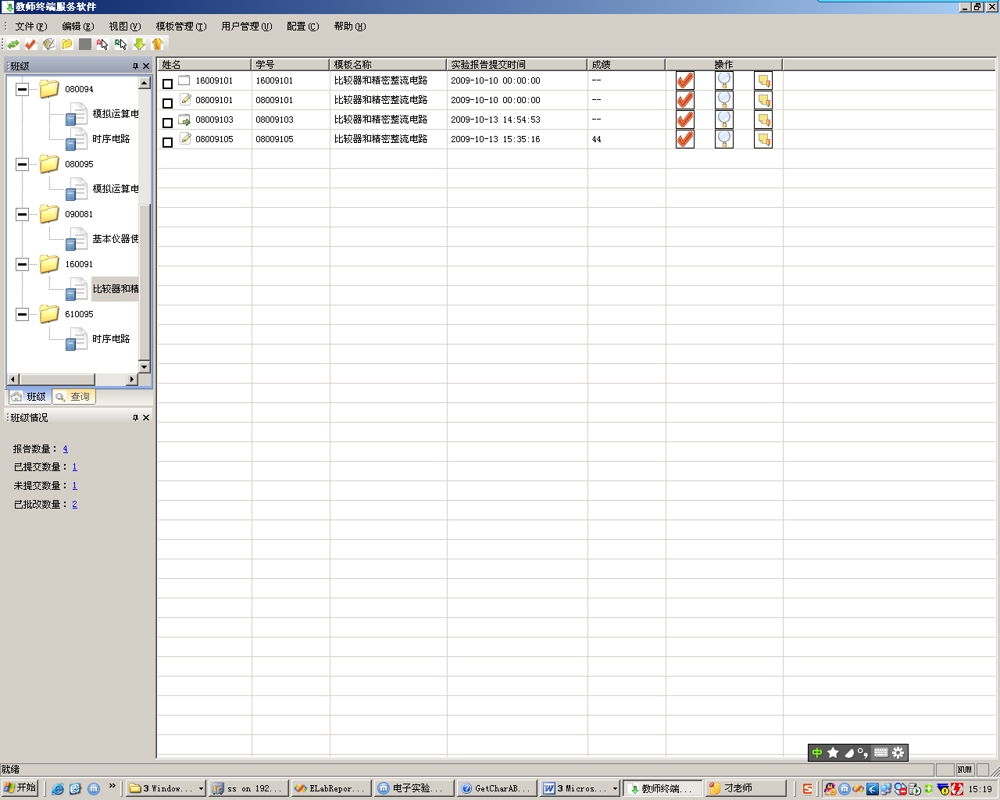 教师终端服务软件
文件(F) 编辑(E) 视图(V) 模板管理(T) 用户管理(U) 配置(C) 帮助(H)
班级
080094
模拟运算电
时序电路
080095
模拟运算电
090081
基本仪器使
160091
比较器和精
610095
时序电路
班级 查询
班级情况
报告数量： 4
已提交数量： 1
未提交数量： 1
已批改数量： 2
姓名 学号 模板名称 实验报告提交时间 成绩 操作
16009101 16009101 比较器和精密整流电路 2009-10-10 00:00:00 --
08009101 08009101 比较器和精密整流电路 2009-10-10 00:00:00 --
08009103 08009103 比较器和精密整流电路 2009-10-13 14:54:53 --
08009105 08009105 比较器和精密整流电路 2009-10-13 15:35:16 44
中
就绪 NUM
开始 » 3 Window... ss on 192... ELabRepor... 电子实验... GetCharAB... 3 Micros... 教师终端... 刁老师 15:19